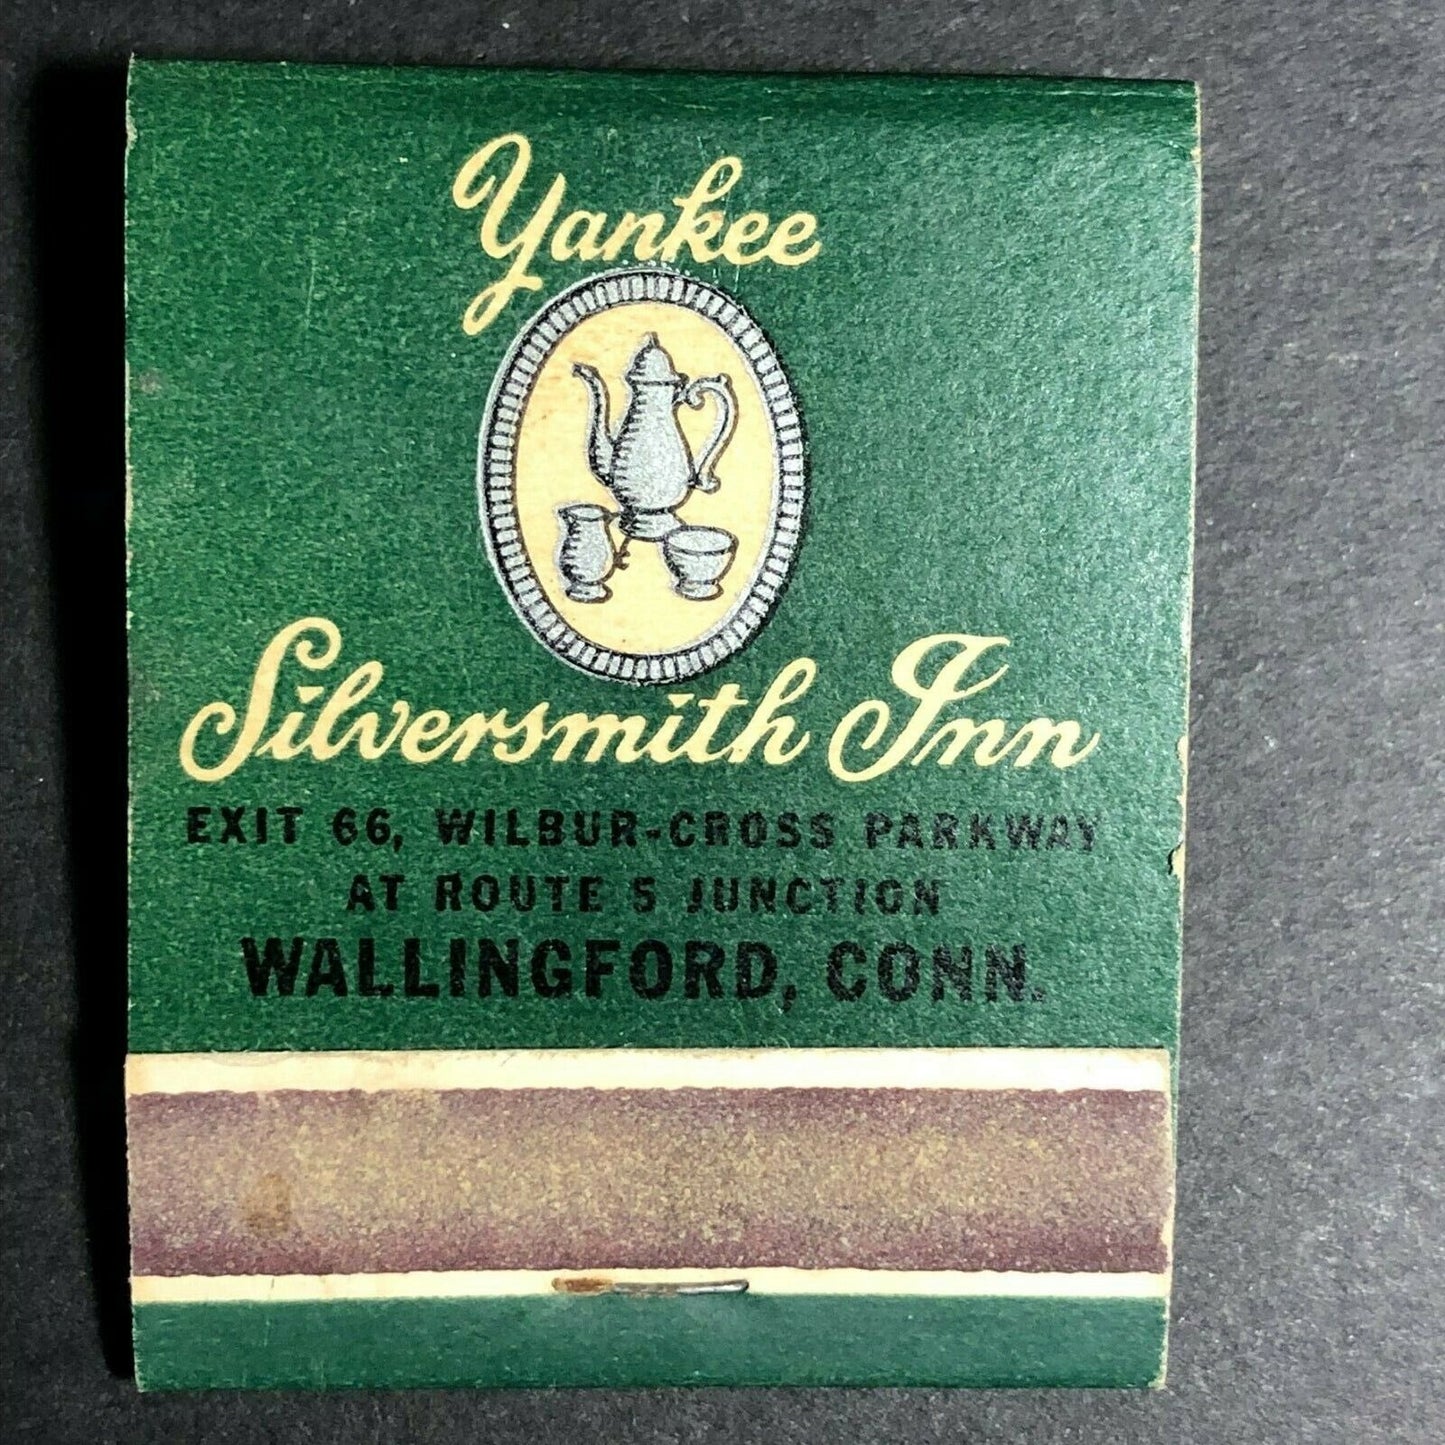 Yankee
Silversmith Inn
EXIT 66, WILBUR-CROSS PARKWAY
AT ROUTE 5 JUNCTION
WALLINGFORD, CONN.